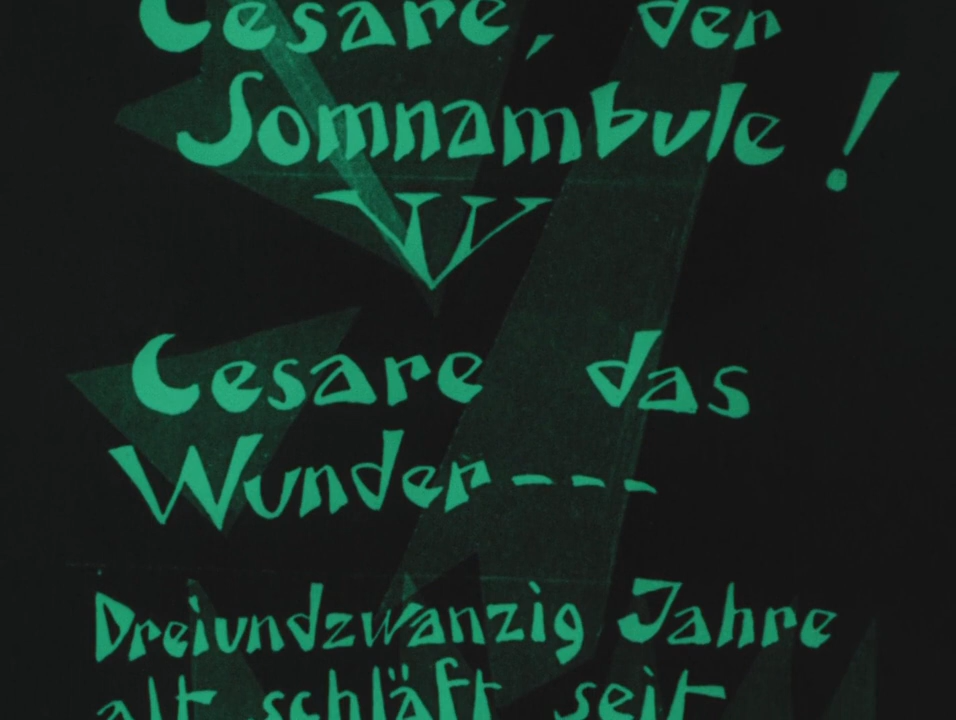 Cesare, der
Somnambule!
Cesare das
Wunder---
Dreiundzwanzig Jahre
alt schläft seit